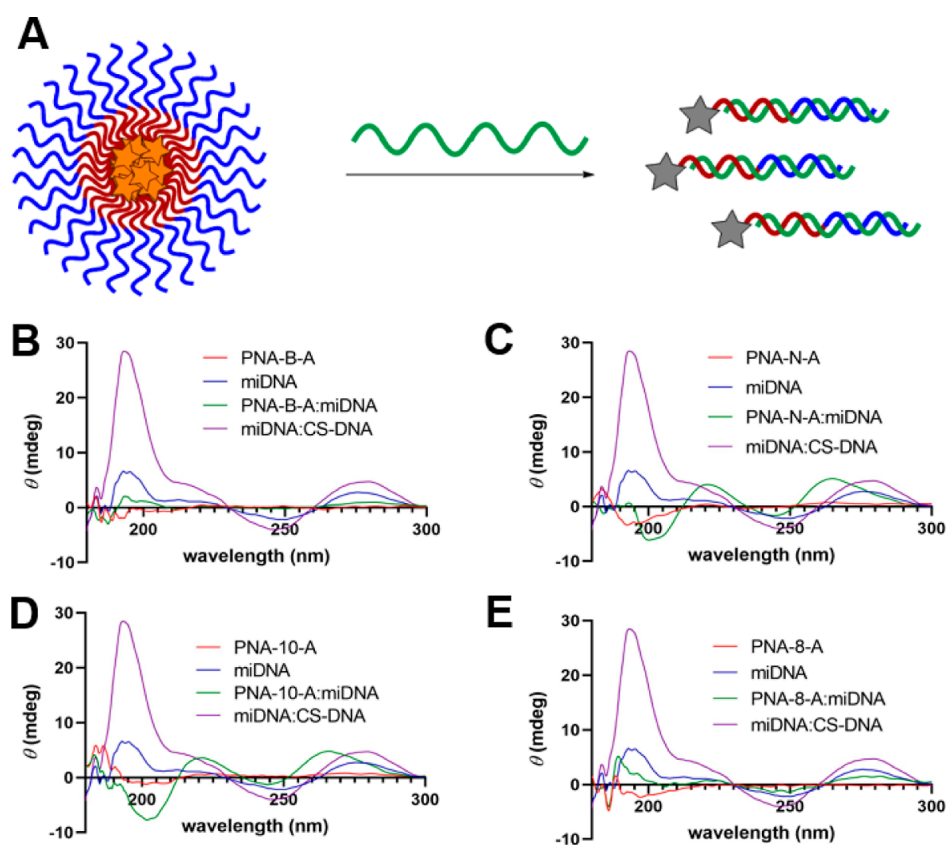 A
B
30
20
10
0
-10
θ (mdeg)
PNA-B-A
miDNA
PNA-B-A:miDNA
miDNA:CS-DNA
200
250
300
wavelength (nm)
C
30
20
10
0
-10
θ (mdeg)
PNA-N-A
miDNA
PNA-N-A:miDNA
miDNA:CS-DNA
200
250
300
wavelength (nm)
D
30
20
10
0
-10
θ (mdeg)
PNA-10-A
miDNA
PNA-10-A:miDNA
miDNA:CS-DNA
200
250
300
wavelength (nm)
E
30
20
10
0
-10
θ (mdeg)
PNA-8-A
miDNA
PNA-8-A:miDNA
miDNA:CS-DNA
200
250
300
wavelength (nm)